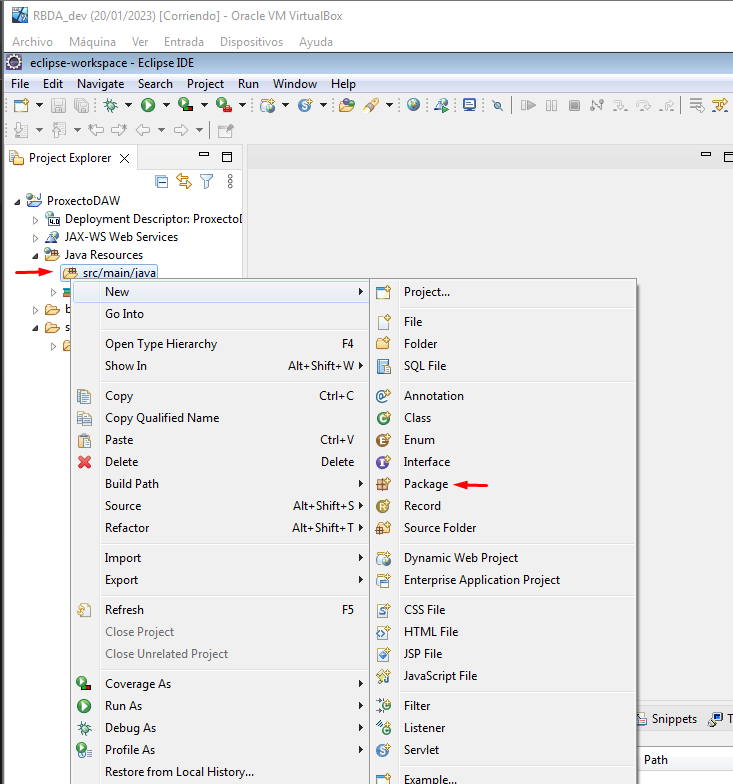 RBDA_dev (20/01/2023) [Corriendo] - Oracle VM VirtualBox
Archivo Máquina Ver Entrada Dispositivos Ayuda
eclipse-workspace - Eclipse IDE
File Edit Navigate Search Project Run Window Help
Project Explorer
ProxectoDAW
Deployment Descriptor: ProxectoD
JAX-WS Web Services
Java Resources
src/main/java
b
s
New
Go Into
Open Type Hierarchy F4
Show In Alt+Shift+W
Copy Ctrl+C
Copy Qualified Name
Paste Ctrl+V
Delete Delete
Build Path
Source Alt+Shift+S
Refactor Alt+Shift+T
Import
Export
Refresh F5
Close Project
Close Unrelated Project
Coverage As
Run As
Debug As
Profile As
Restore from Local History...
Project...
File
Folder
SQL File
Annotation
Class
Enum
Interface
Package
Record
Source Folder
Dynamic Web Project
Enterprise Application Project
CSS File
HTML File
JSP File
JavaScript File
Filter
Listener
Servlet
Example...
Snippets T
Path